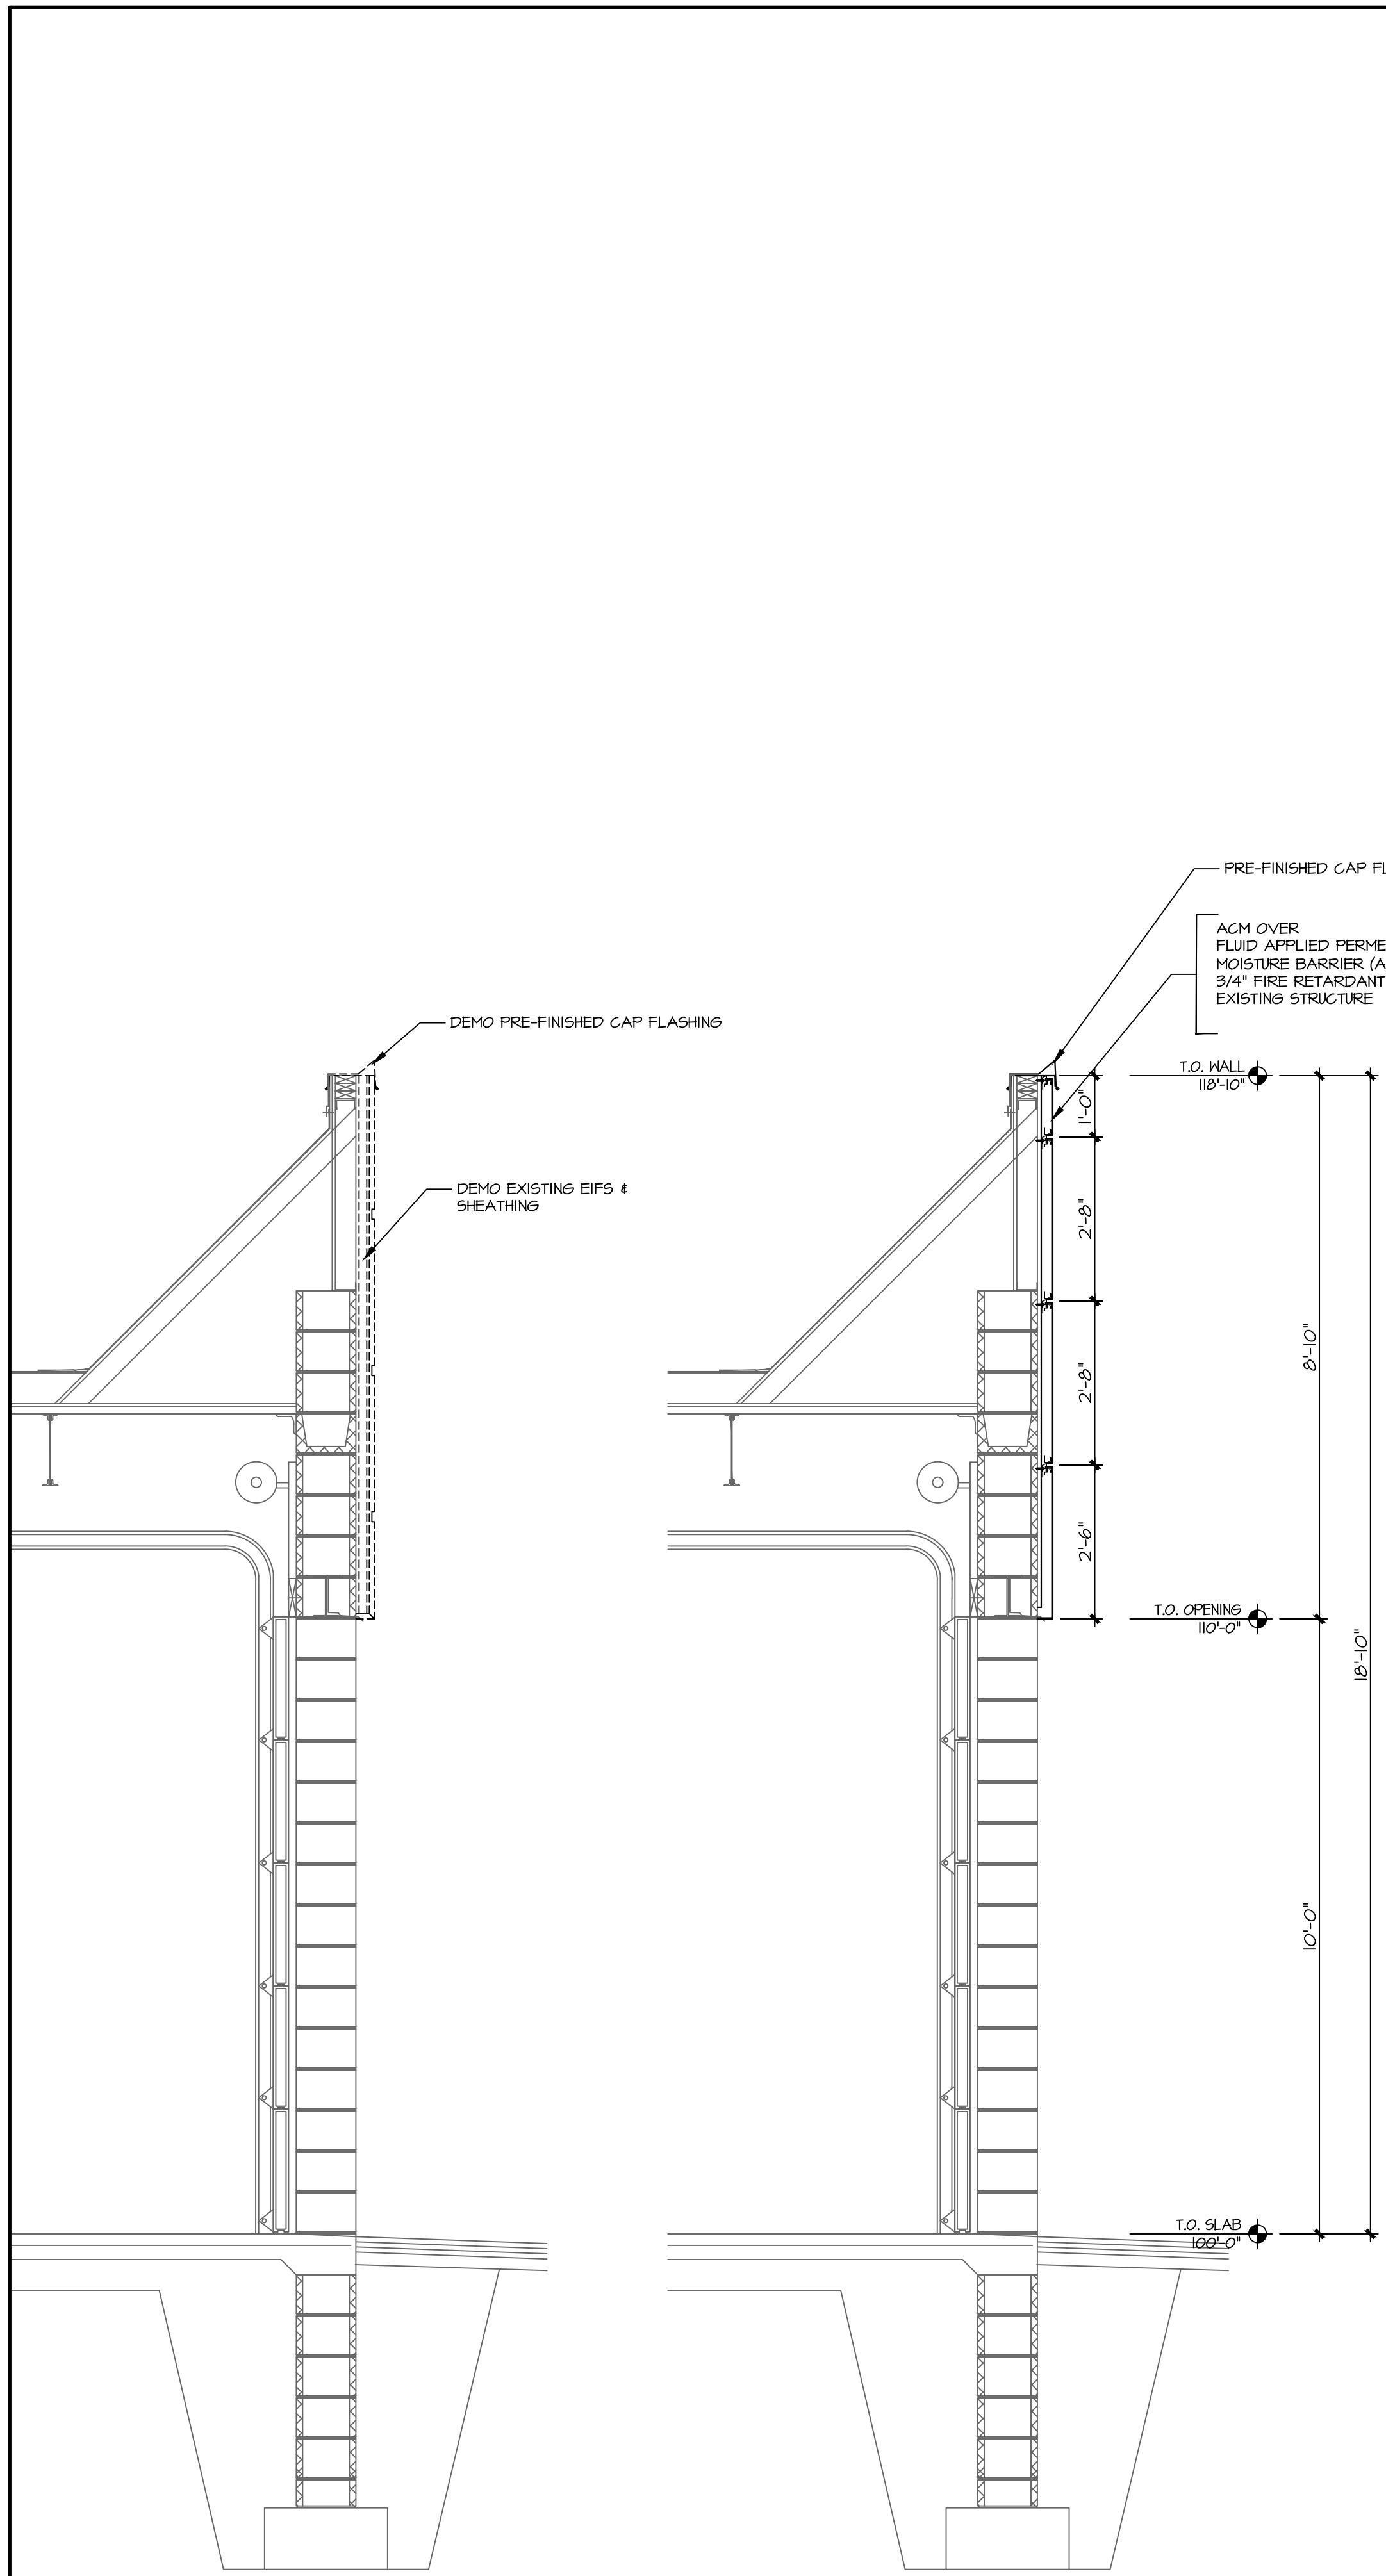 PRE-FINISHED CAP FL
ACM OVER
FLUID APPLIED PERME
MOISTURE BARRIER (A
3/4" FIRE RETARDANT
EXISTING STRUCTURE
DEMO PRE-FINISHED CAP FLASHING
T.O. WALL
118'-10"
1'-0"
DEMO EXISTING EIFS &
SHEATHING
2'-8"
8'-10"
2'-8"
2'-6"
T.O. OPENING
110'-0"
18'-10"
10'-0"
T.O. SLAB
100'-0"